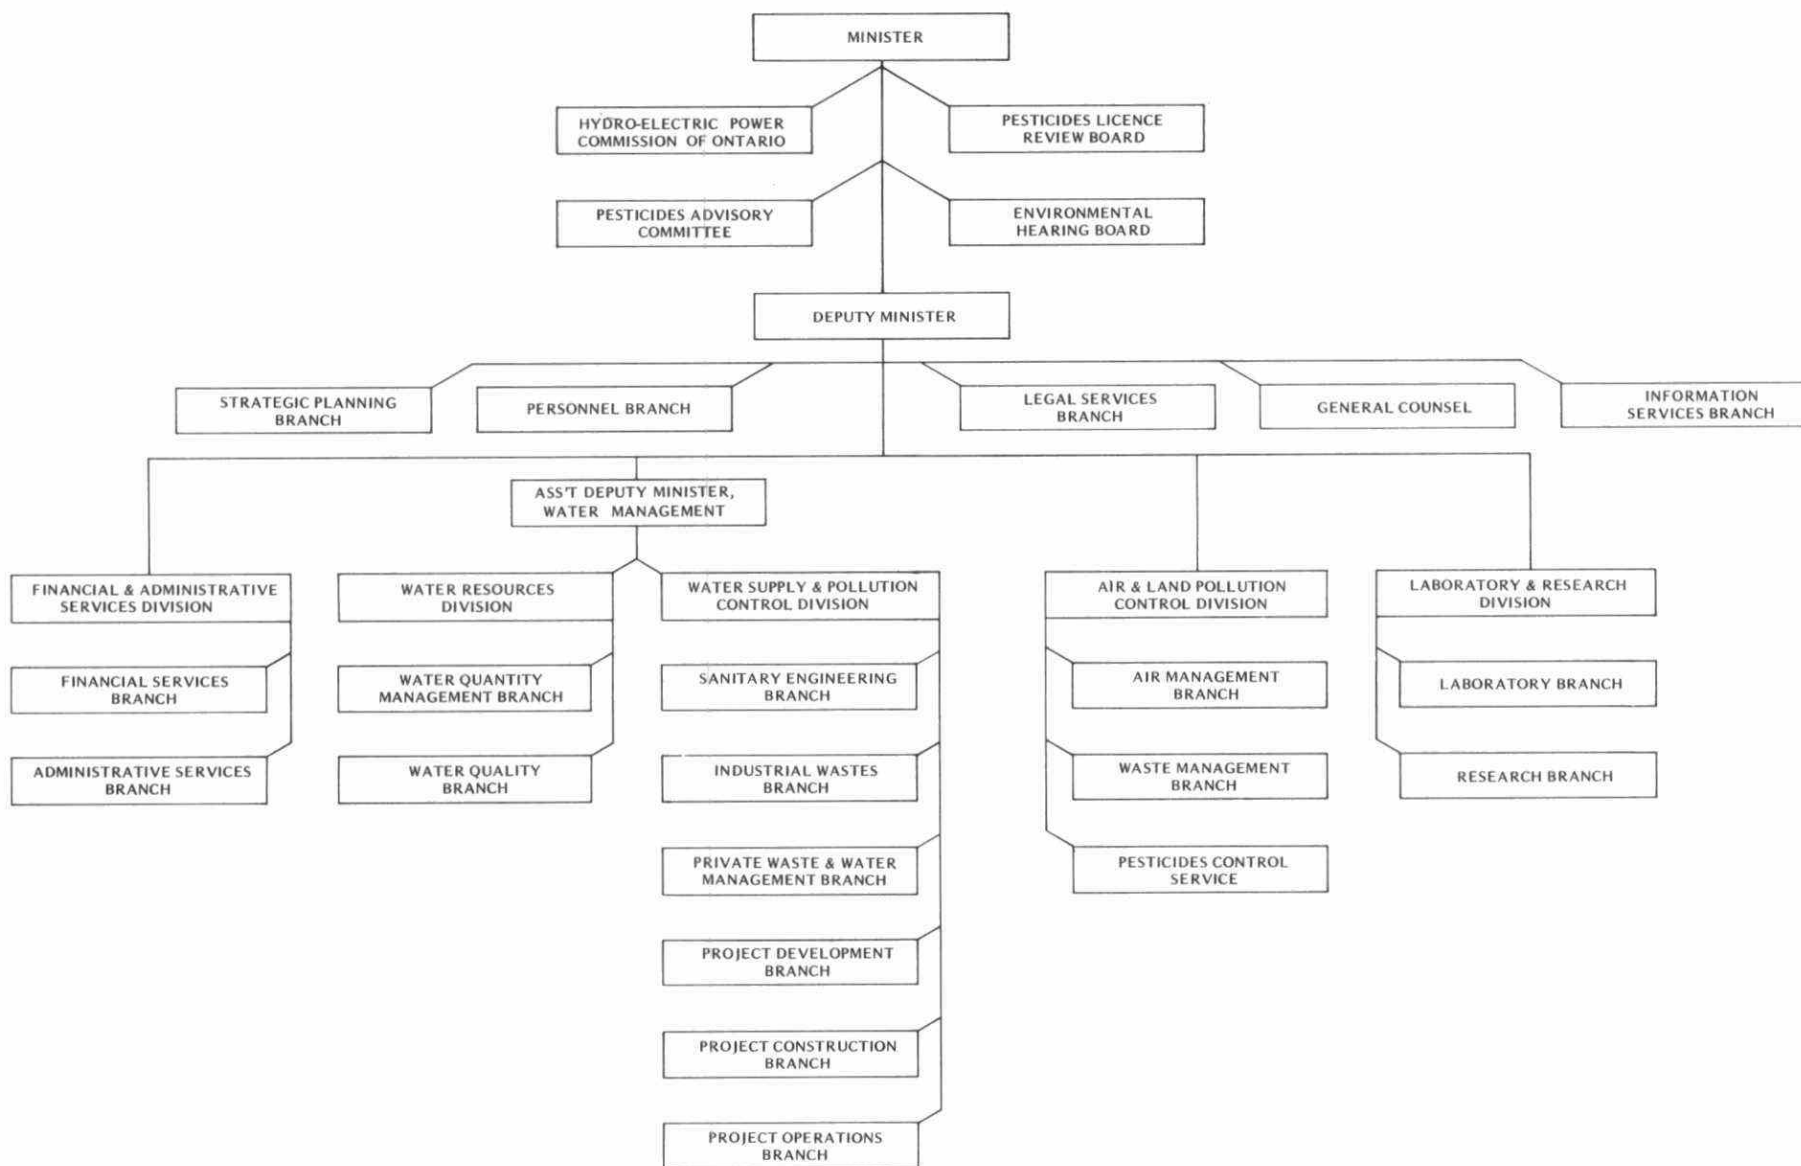 MINISTER
HYDRO-ELECTRIC POWER
COMMISSION OF ONTARIO
PESTICIDES LICENCE
REVIEW BOARD
PESTICIDES ADVISORY
COMMITTEE
ENVIRONMENTAL
HEARING BOARD
DEPUTY MINISTER
STRATEGIC PLANNING
BRANCH
PERSONNEL BRANCH
LEGAL SERVICES
BRANCH
GENERAL COUNSEL
INFORMATION
SERVICES BRANCH
ASS'T DEPUTY MINISTER,
WATER MANAGEMENT
FINANCIAL & ADMINISTRATIVE
SERVICES DIVISION
WATER RESOURCES
DIVISION
WATER SUPPLY & POLLUTION
CONTROL DIVISION
AIR & LAND POLLUTION
CONTROL DIVISION
LABORATORY & RESEARCH
DIVISION
FINANCIAL SERVICES
BRANCH
WATER QUANTITY
MANAGEMENT BRANCH
SANITARY ENGINEERING
BRANCH
AIR MANAGEMENT
BRANCH
LABORATORY BRANCH
ADMINISTRATIVE SERVICES
BRANCH
WATER QUALITY
BRANCH
INDUSTRIAL WASTES
BRANCH
WASTE MANAGEMENT
BRANCH
RESEARCH BRANCH
PRIVATE WASTE & WATER
MANAGEMENT BRANCH
PESTICIDES CONTROL
SERVICE
PROJECT DEVELOPMENT
BRANCH
PROJECT CONSTRUCTION
BRANCH
PROJECT OPERATIONS
BRANCH